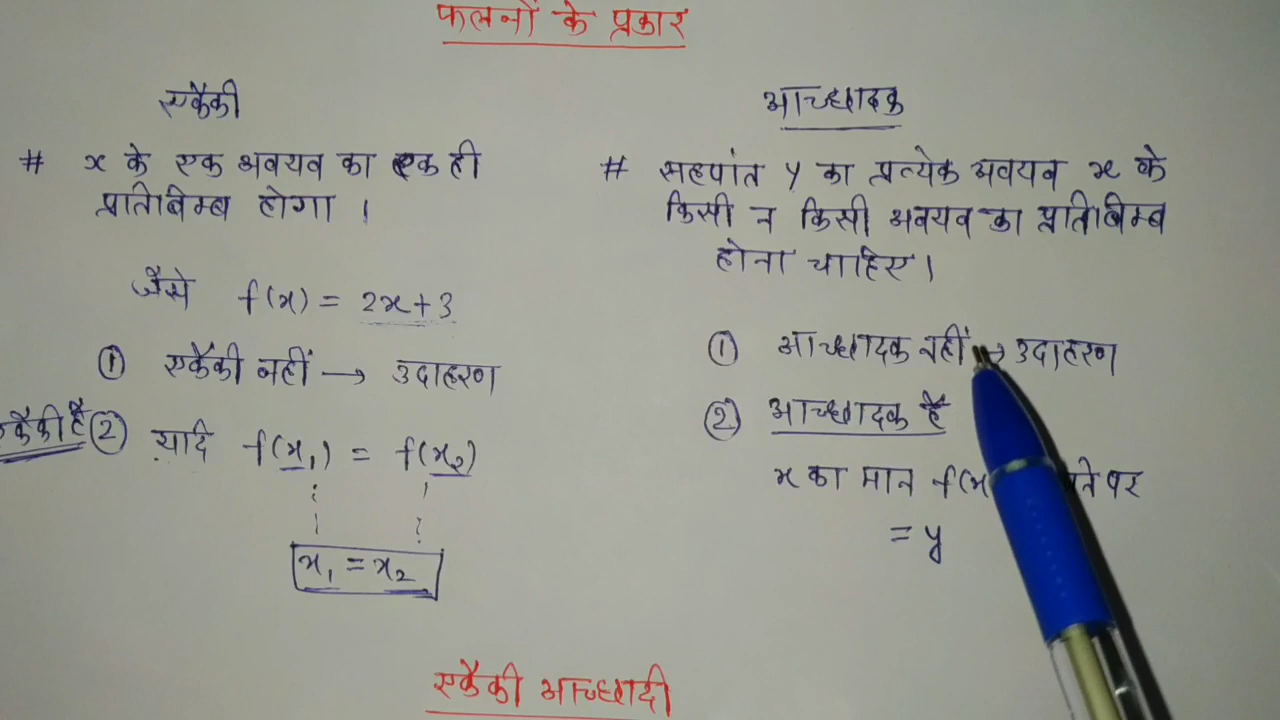 फलनों के प्रकार
एकैकी
# x के एक अवयव का एक ही
प्रतिबिम्ब होगा ।
जैसे f(x) = 2x+3
① एकैकी नहीं → उदाहरण
एकैकी है ② यदि f(x₁) = f(x₂)
x₁ = x₂
आच्छादक
# सहप्रांत y का प्रत्येक अवयव x के
किसी न किसी अवयव का प्रतिबिम्ब
होना चाहिए।
① आच्छादक नहीं → उदाहरण
② आच्छादक है
x का मान f(x पर
= y
एकैकी आच्छादी